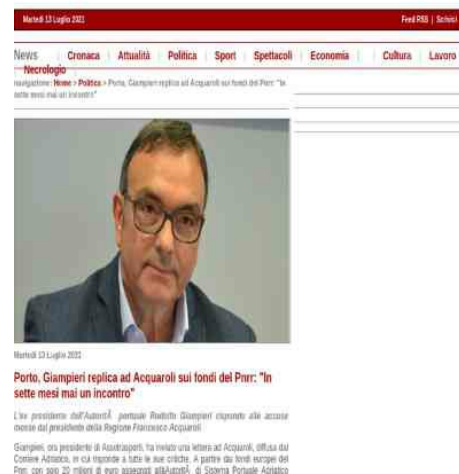 Martedì 13 Luglio 2021 Feed RSS | Scrivici
News Cronaca Attualità Politica Sport Spettacoli Economia Cultura Lavoro
Necrologio
navigazione: Home > Politica > Porto, Giampieri replica ad Acquaroli sui fondi del Pnrr: "In
sette mesi mai un incontro"
Martedì 13 Luglio 2021
Porto, Giampieri replica ad Acquaroli sui fondi del Pnrr: "In
sette mesi mai un incontro"
L'ex presidente dell'AutoritÃ portuale Rodolfo Giampieri risponde alle accuse
mosse dal presidente della Regione Francesco Acquaroli
Giampieri, ora presidente di Assoporti, ha inviato una lettera ad Acquaroli, diffusa dal
Corriere Adriatico, in cui risponde a tutte le sue critiche. A partire dai fondi europei del
Pnrr, con solo 20 milioni di euro assegnati all'AutoritÃ di Sistema Portuale Adriatico